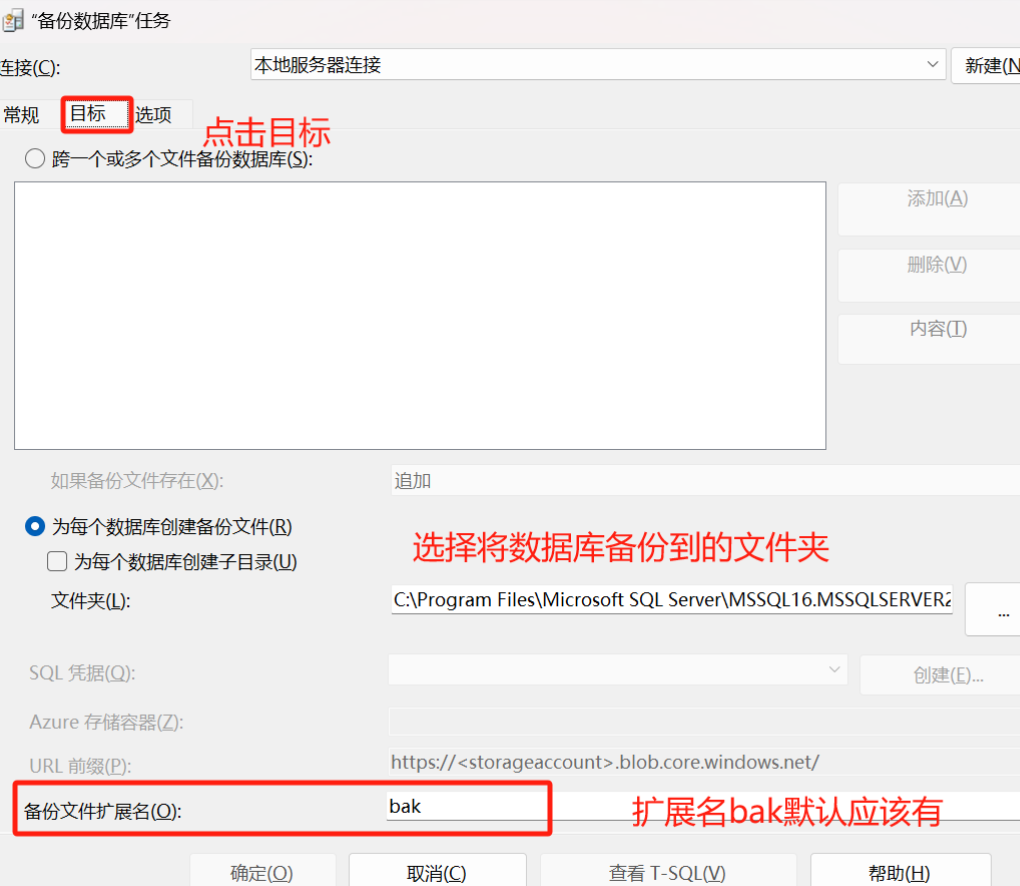 “备份数据库”任务
连接(C):
本地服务器连接
新建(N
常规
目标
选项
点击目标
跨一个或多个文件备份数据库(S):
添加(A)
删除(V)
内容(T)
如果备份文件存在(X):
追加
为每个数据库创建备份文件(R)
选择将数据库备份到的文件夹
为每个数据库创建子目录(U)
文件夹(L):
C:\Program Files\Microsoft SQL Server\MSSQL16.MSSQLSERVER2
...
SQL 凭据(Q):
创建(E)...
Azure 存储容器(Z):
URL 前缀(P):
https://<storageaccount>.blob.core.windows.net/
备份文件扩展名(O):
bak
扩展名bak默认应该有
确定(O)
取消(C)
查看 T-SQL(V)
帮助(H)